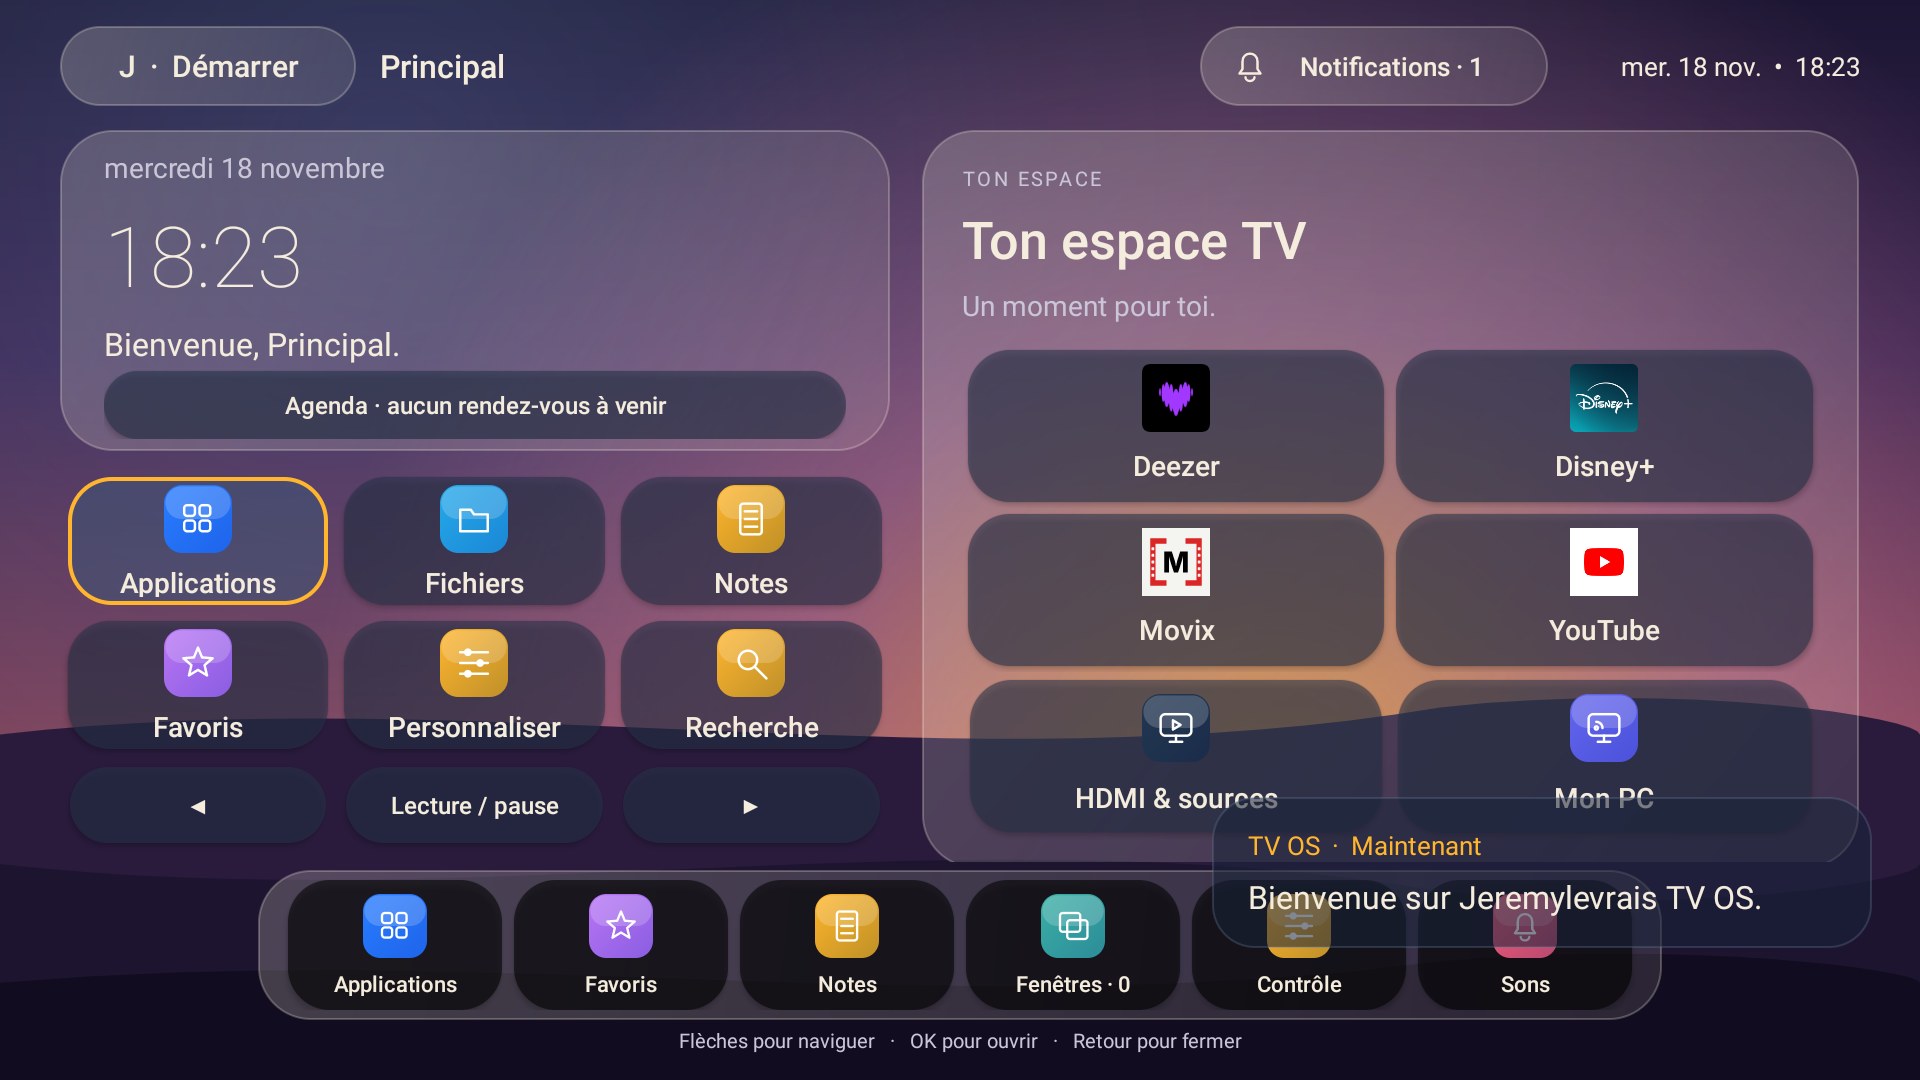 J · Démarrer
Principal
Notifications · 1
mer. 18 nov. • 18:23
mercredi 18 novembre
18:23
Bienvenue, Principal.
Agenda · aucun rendez-vous à venir
Applications
Fichiers
Notes
Favoris
Personnaliser
Recherche
◄
Lecture / pause
►
TON ESPACE
Ton espace TV
Un moment pour toi.
Deezer
Disney+
Disney+
M
Movix
YouTube
HDMI & sources
Mon PC
TV OS · Maintenant
Bienvenue sur Jeremylevrais TV OS.
Applications
Favoris
Notes
Fenêtres · 0
Contrôle
Sons
Flèches pour naviguer · OK pour ouvrir · Retour pour fermer